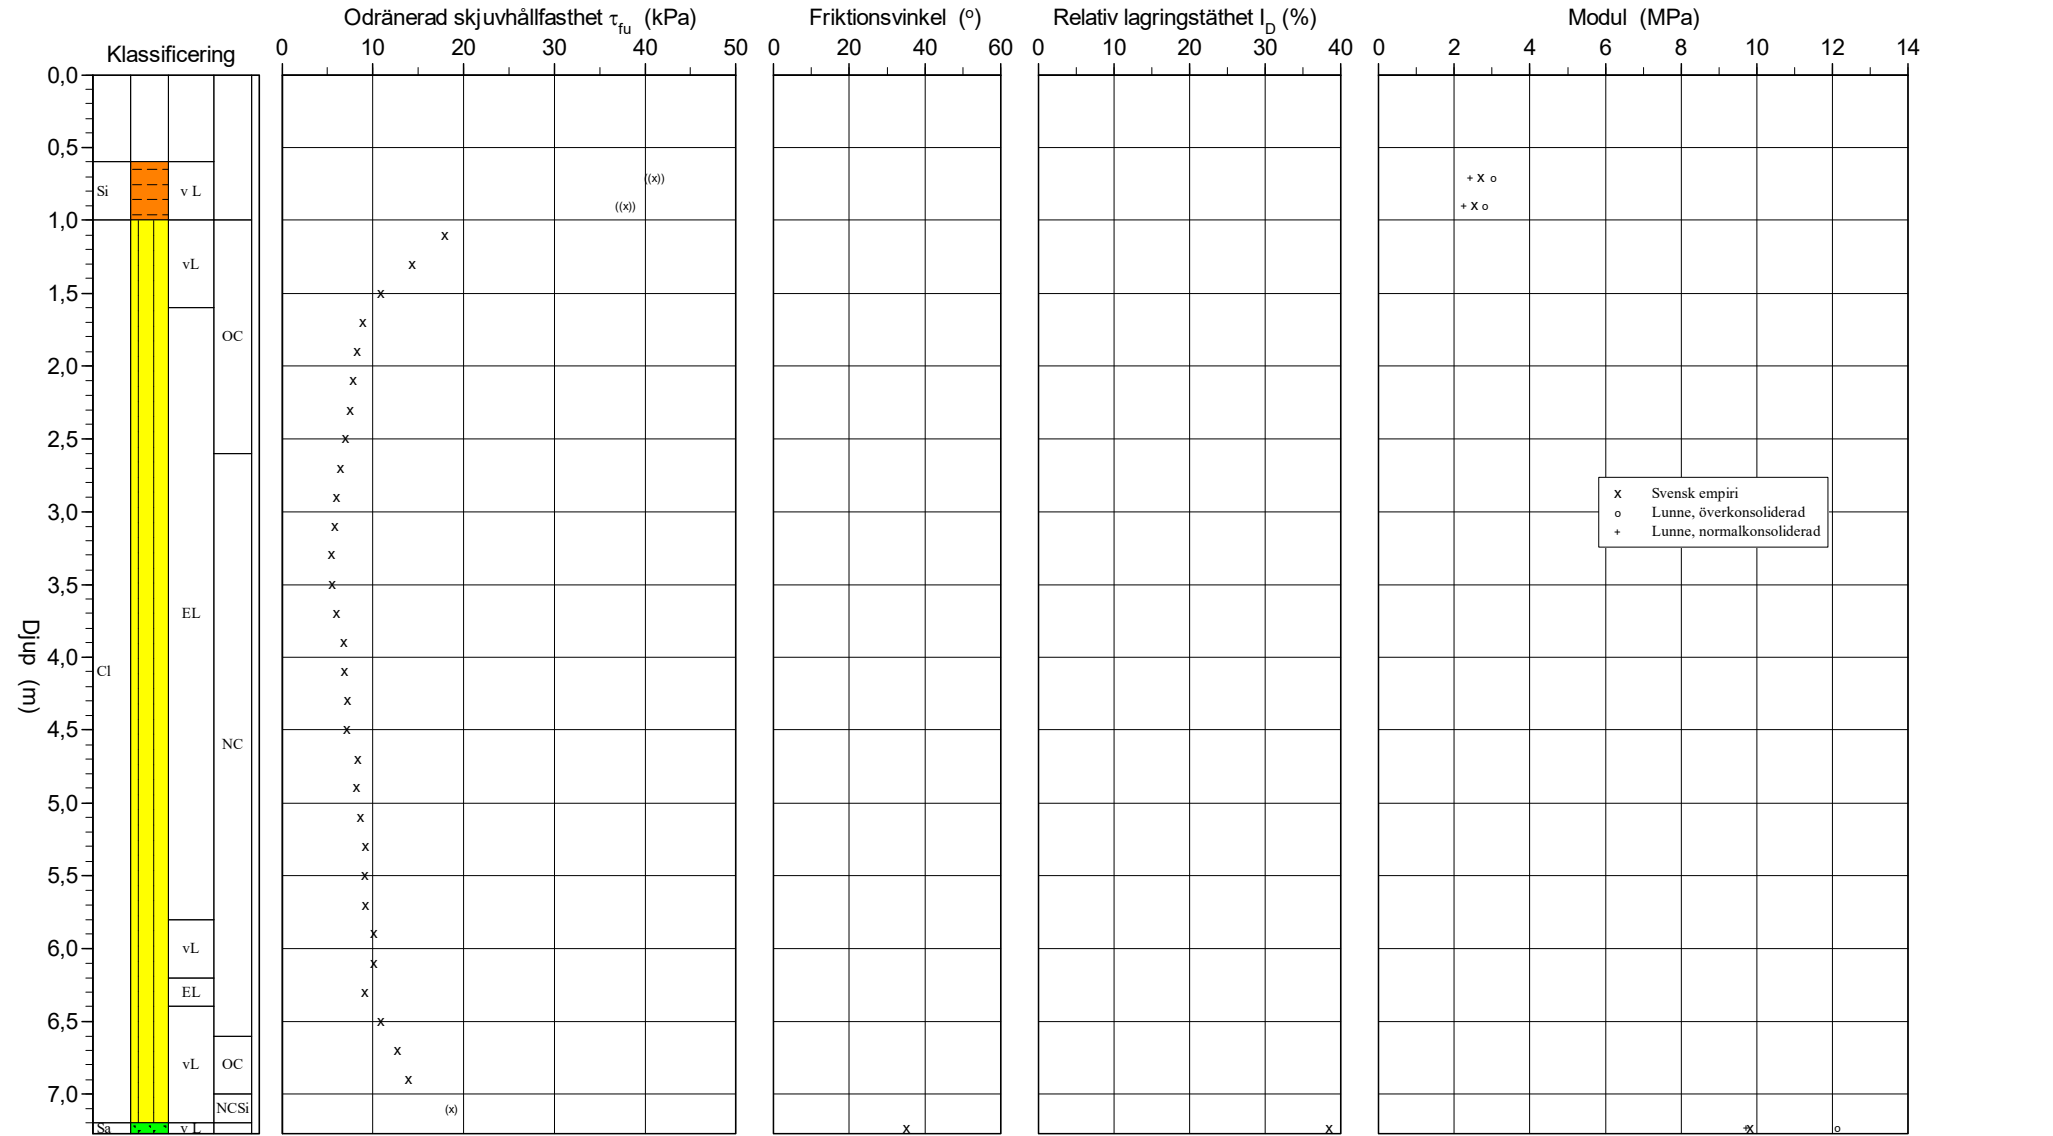 Odränerad skjuvhållfasthet τfu (kPa)
Friktionsvinkel (o)
Relativ lagringstäthet ID (%)
Modul (MPa)
Klassificering
0 10 20 30 40 50
0 20 40 60
0 10 20 30 40
0 2 4 6 8 10 12 14
Djup (m)
0,0
0,5
1,0
1,5
2,0
2,5
3,0
3,5
4,0
4,5
5,0
5,5
6,0
6,5
7,0
Si
Cl
Sa
v L
vL
EL
vL
EL
vL
v L
OC
NC
OC
NCSi
((x))
((x))
(x)
x Svensk empiri
o Lunne, överkonsoliderad
+ Lunne, normalkonsoliderad